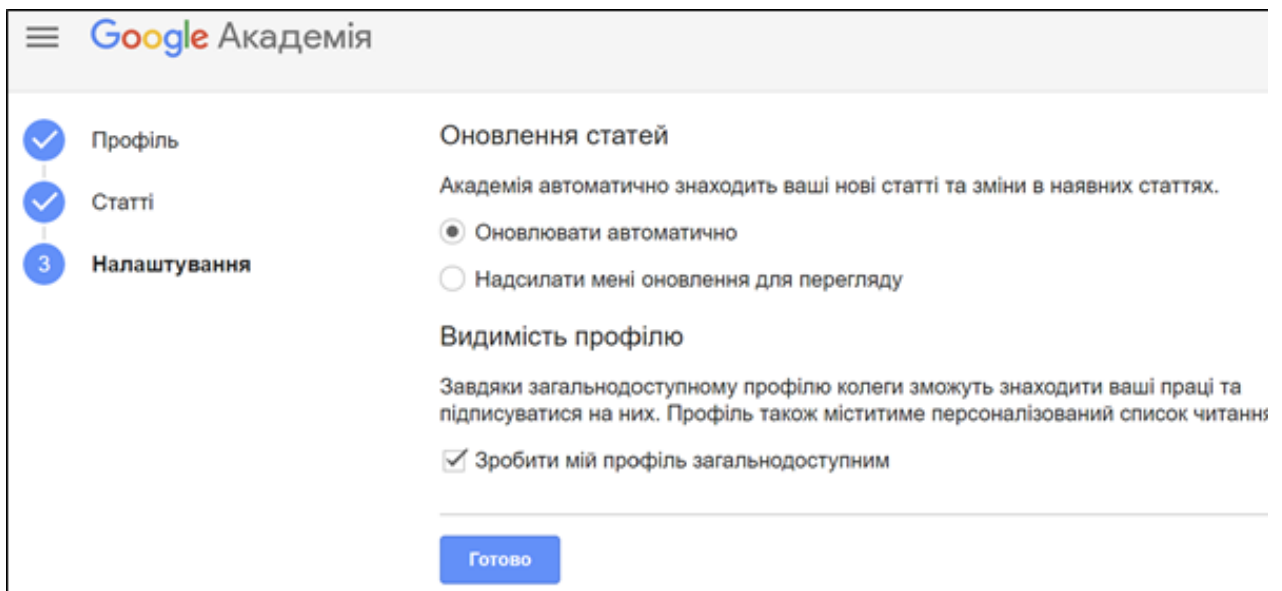 Google Академія
Профіль
Статті
3 Налаштування
Оновлення статей
Академія автоматично знаходить ваші нові статті та зміни в наявних статтях.
Оновлювати автоматично
Надсилати мені оновлення для перегляду
Видимість профілю
Завдяки загальнодоступному профілю колеги зможуть знаходити ваші праці та
підписуватися на них. Профіль також міститиме персоналізований список читання
Зробити мій профіль загальнодоступним
Готово